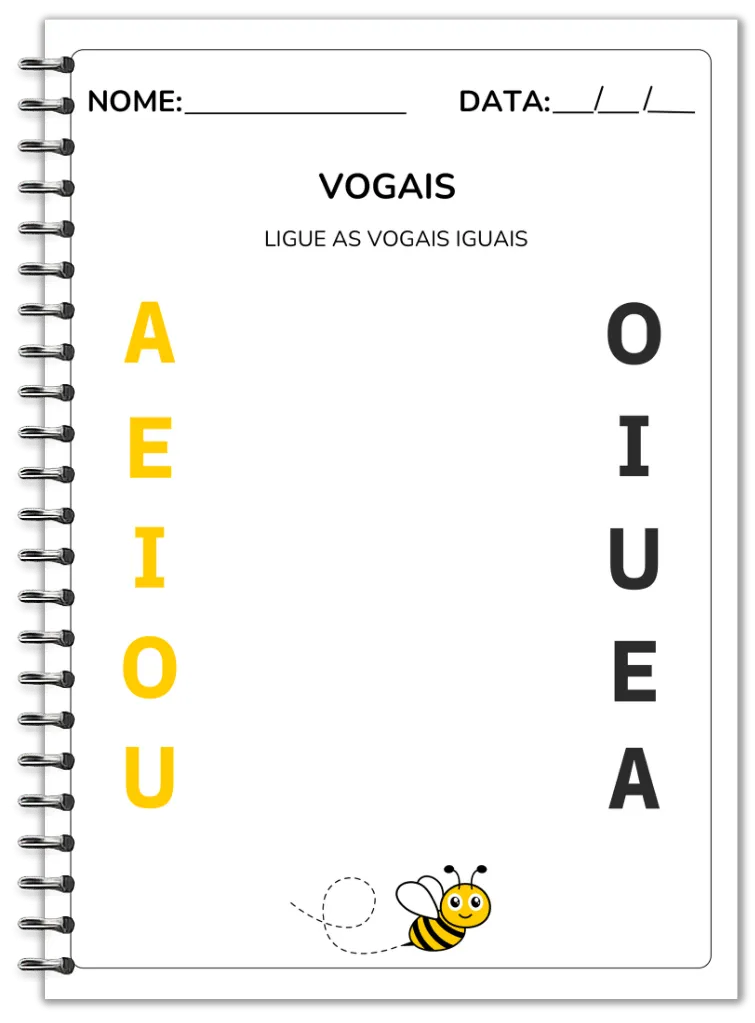 NOME:________________ DATA:___/___/___
VOGAIS
LIGUE AS VOGAIS IGUAIS
A O
E I
I U
O E
U A